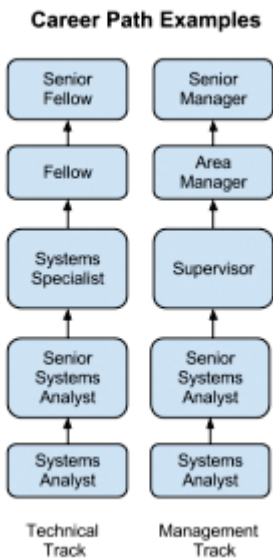 Career Path Examples
Senior
Fellow
Senior
Manager
Fellow
Area
Manager
Systems
Specialist
Supervisor
Senior
Systems
Analyst
Senior
Systems
Analyst
Systems
Analyst
Systems
Analyst
Technical
Track
Management
Track